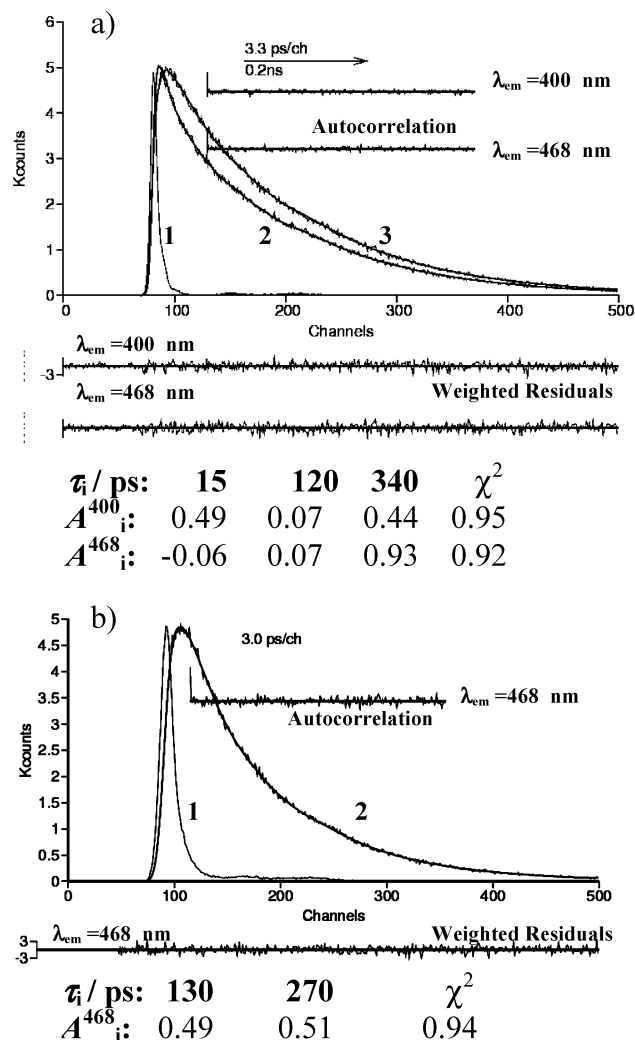 a)
6
5
4
3
2
1
0
Kcounts
3.3 ps/ch
0.2ns
λem =400 nm
Autocorrelation
λem =468 nm
1
2
3
0 100 200 300 400 500
Channels
λem =400 nm
-3
Weighted Residuals
λem =468 nm
τi / ps: 15 120 340 χ²
A⁴⁰⁰i: 0.49 0.07 0.44 0.95
A⁴⁶⁸i: -0.06 0.07 0.93 0.92
b)
5
4.5
4
3.5
3
2.5
2
1.5
1
0.5
0
Kcounts
3.0 ps/ch
λem =468 nm
Autocorrelation
1
2
0 100 200 300 400 500
Channels
3
-3
λem =468 nm
Weighted Residuals
τi / ps: 130 270 χ²
A⁴⁶⁸i: 0.49 0.51 0.94